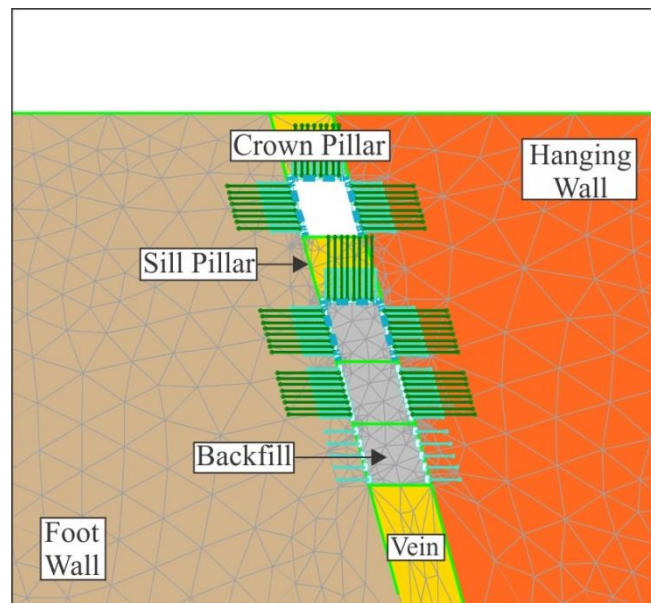 Crown Pillar
Hanging
Wall
Sill Pillar
Backfill
Foot
Wall
Vein